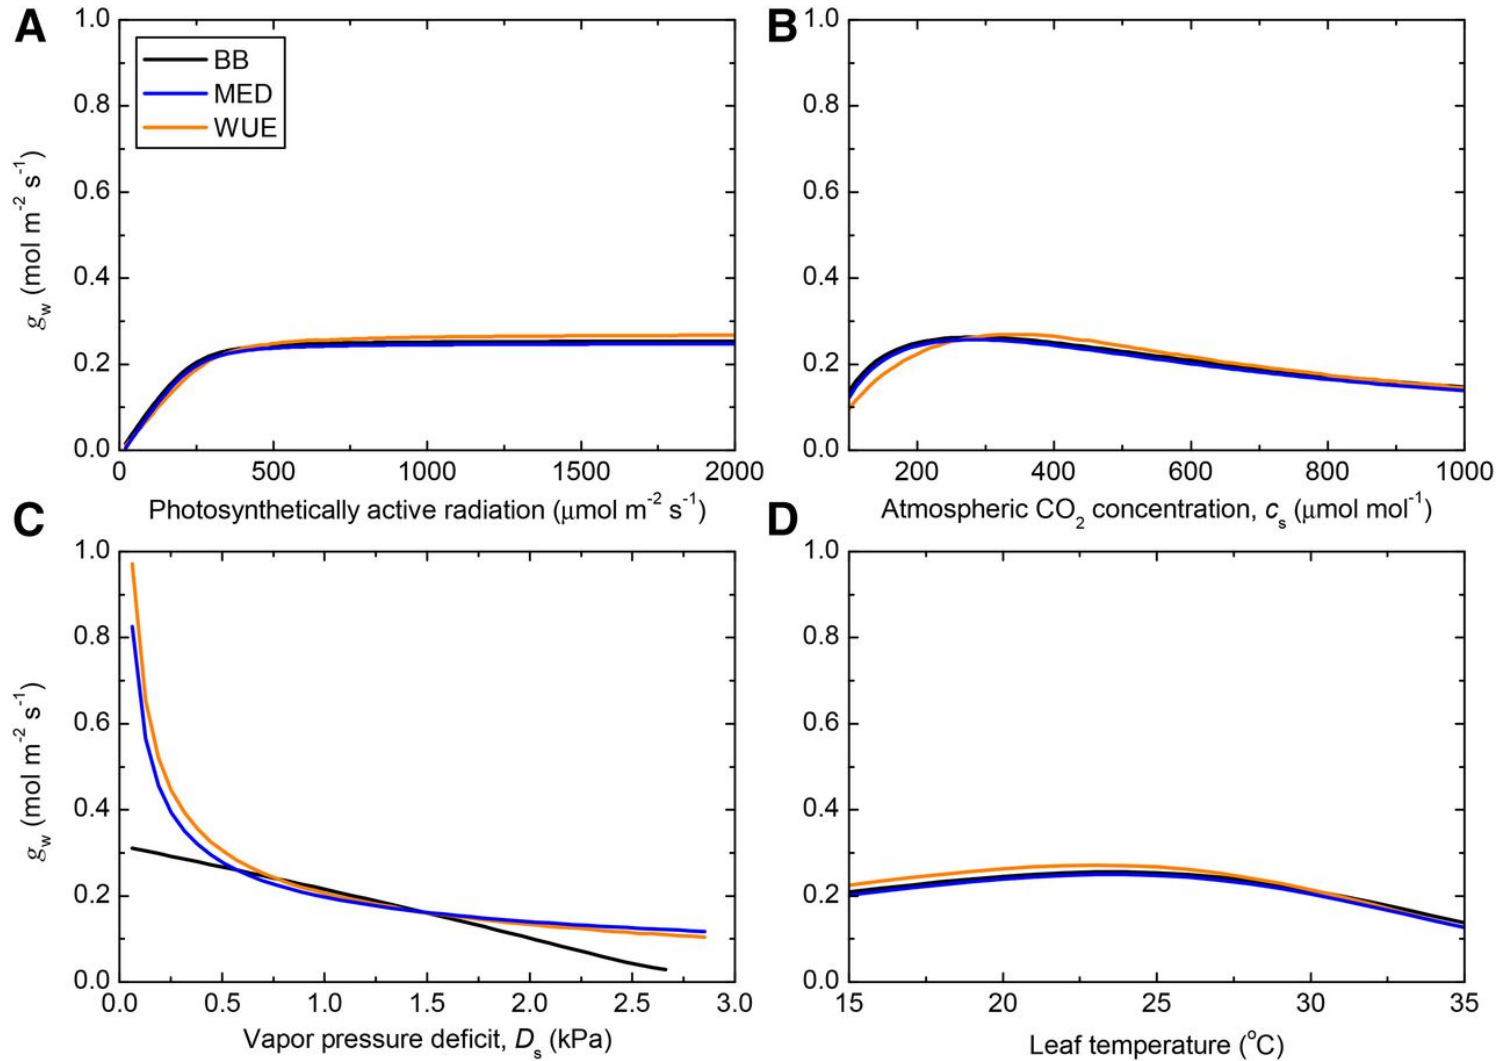 A
1.0
0.8
0.6
0.4
0.2
0.0
g_w (mol m^-2 s^-1)
BB
MED
WUE
0 500 1000 1500 2000
Photosynthetically active radiation (μmol m^-2 s^-1)
B
1.0
0.8
0.6
0.4
0.2
0.0
200 400 600 800 1000
Atmospheric CO_2 concentration, c_s (μmol mol^-1)
C
1.0
0.8
0.6
0.4
0.2
0.0
g_w (mol m^-2 s^-1)
0.0 0.5 1.0 1.5 2.0 2.5 3.0
Vapor pressure deficit, D_s (kPa)
D
1.0
0.8
0.6
0.4
0.2
0.0
15 20 25 30 35
Leaf temperature (°C)